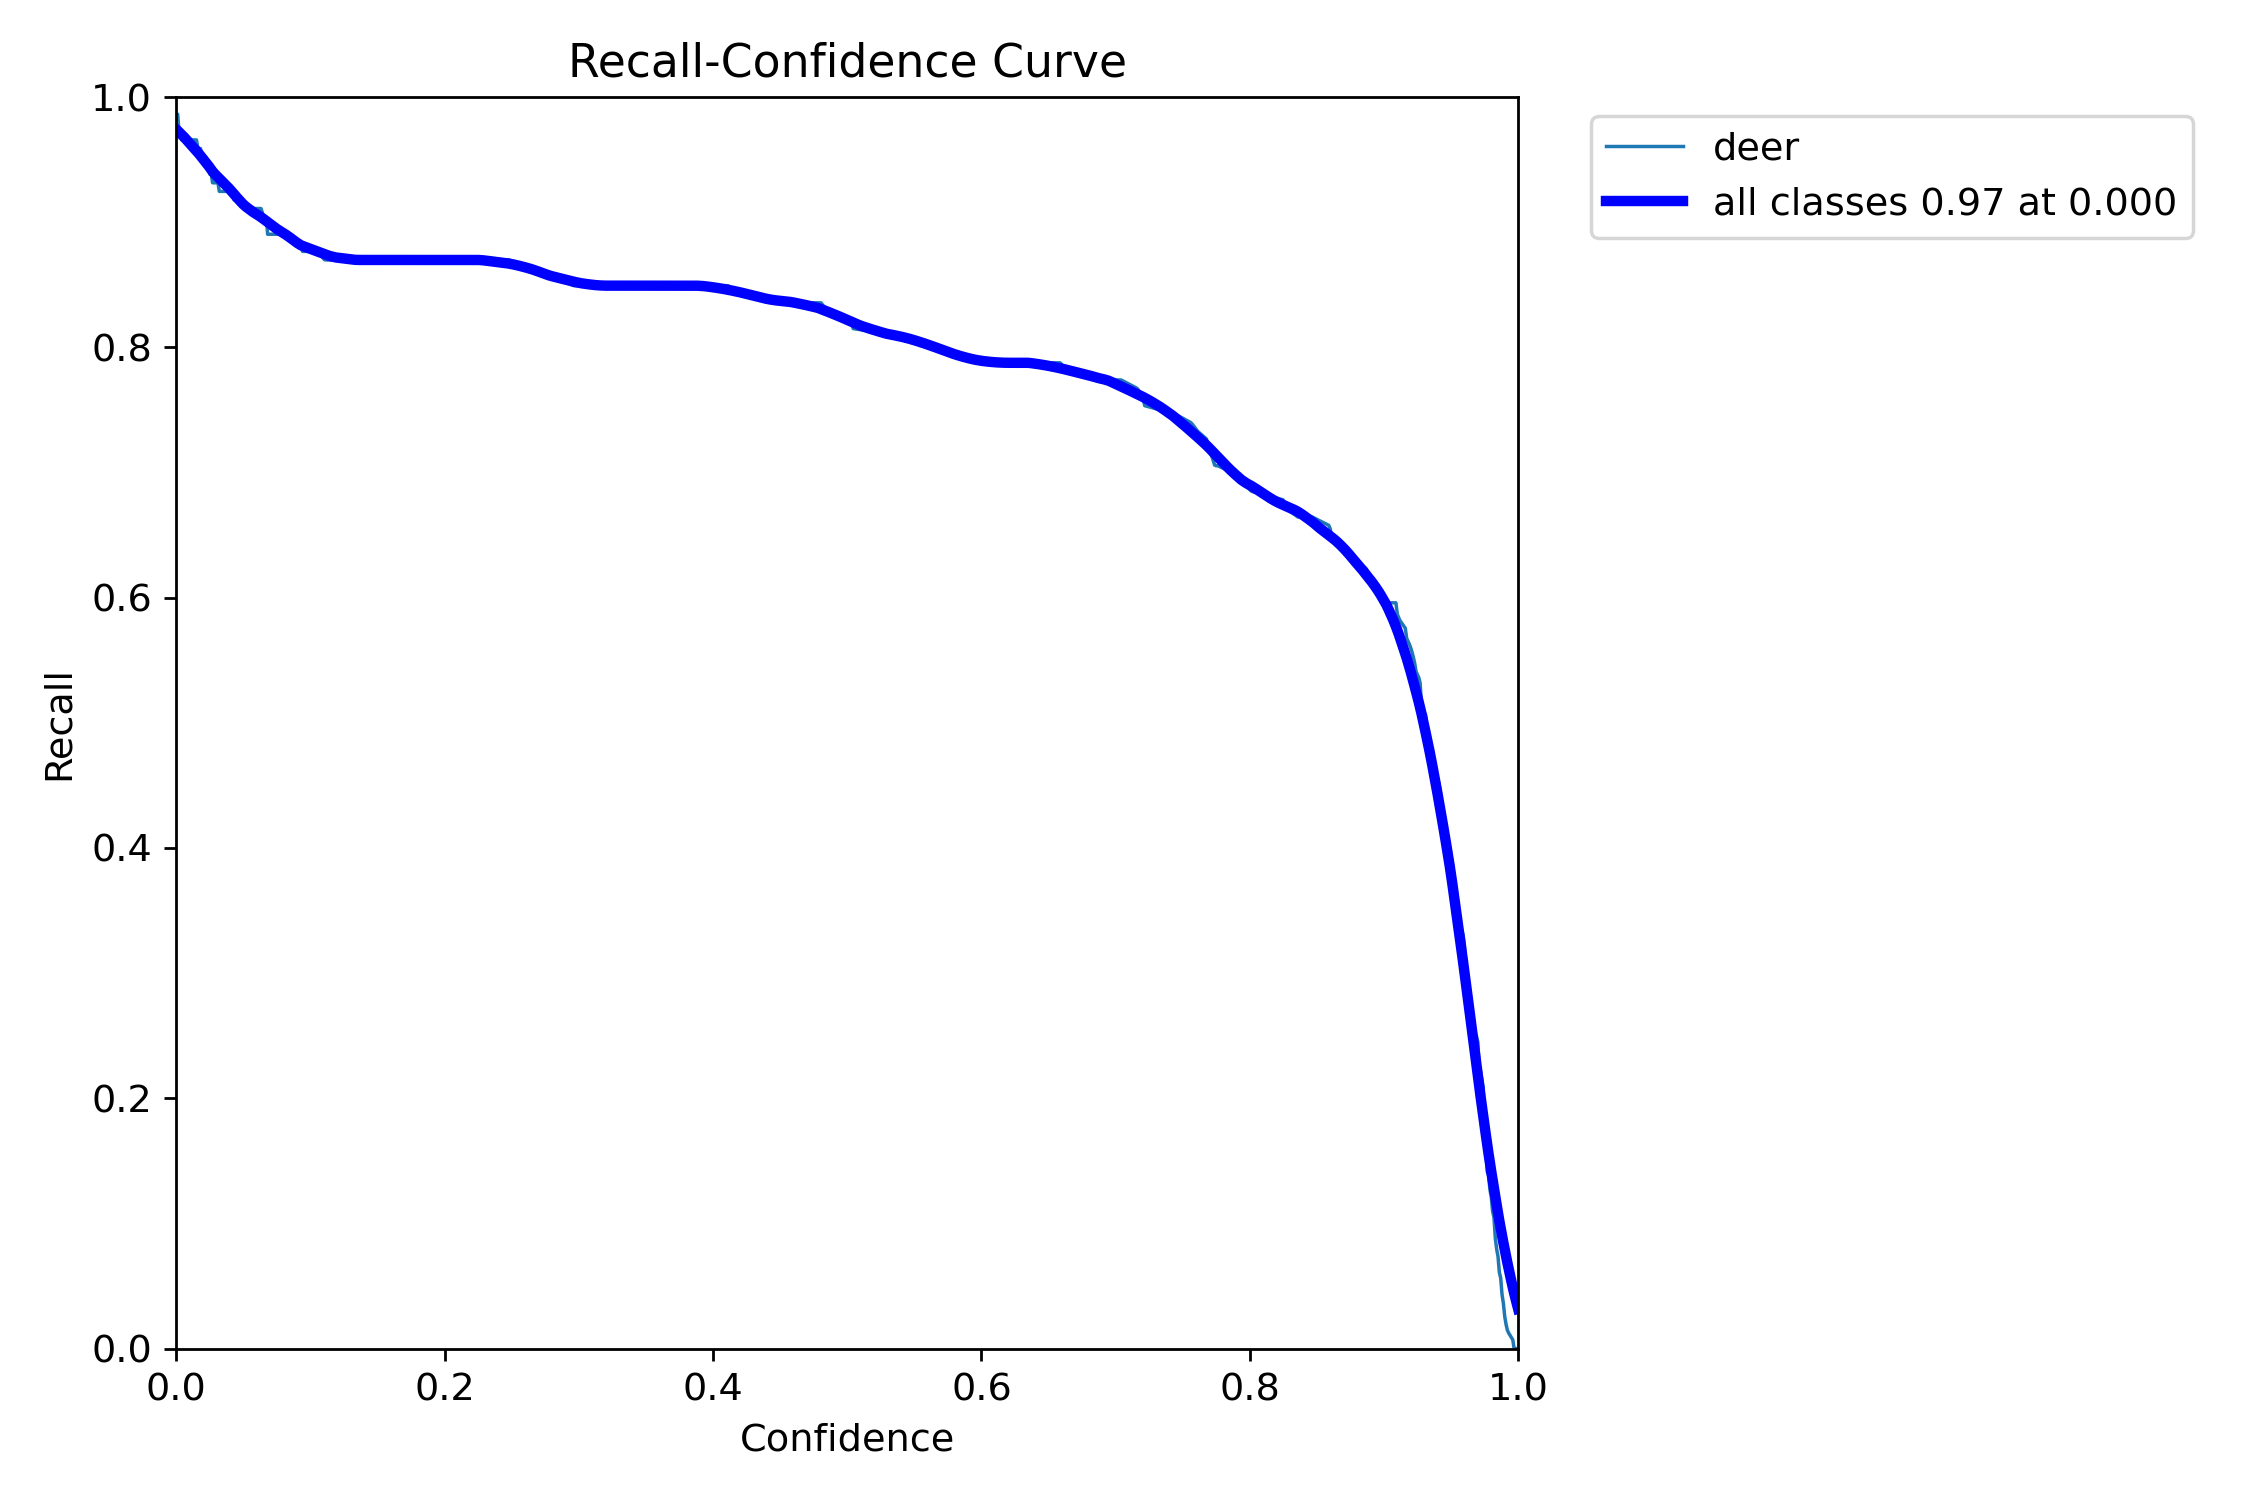 Recall-Confidence Curve
1.0
0.8
0.6
0.4
0.2
0.0
Recall
0.0 0.2 0.4 0.6 0.8 1.0
Confidence
deer
all classes 0.97 at 0.000